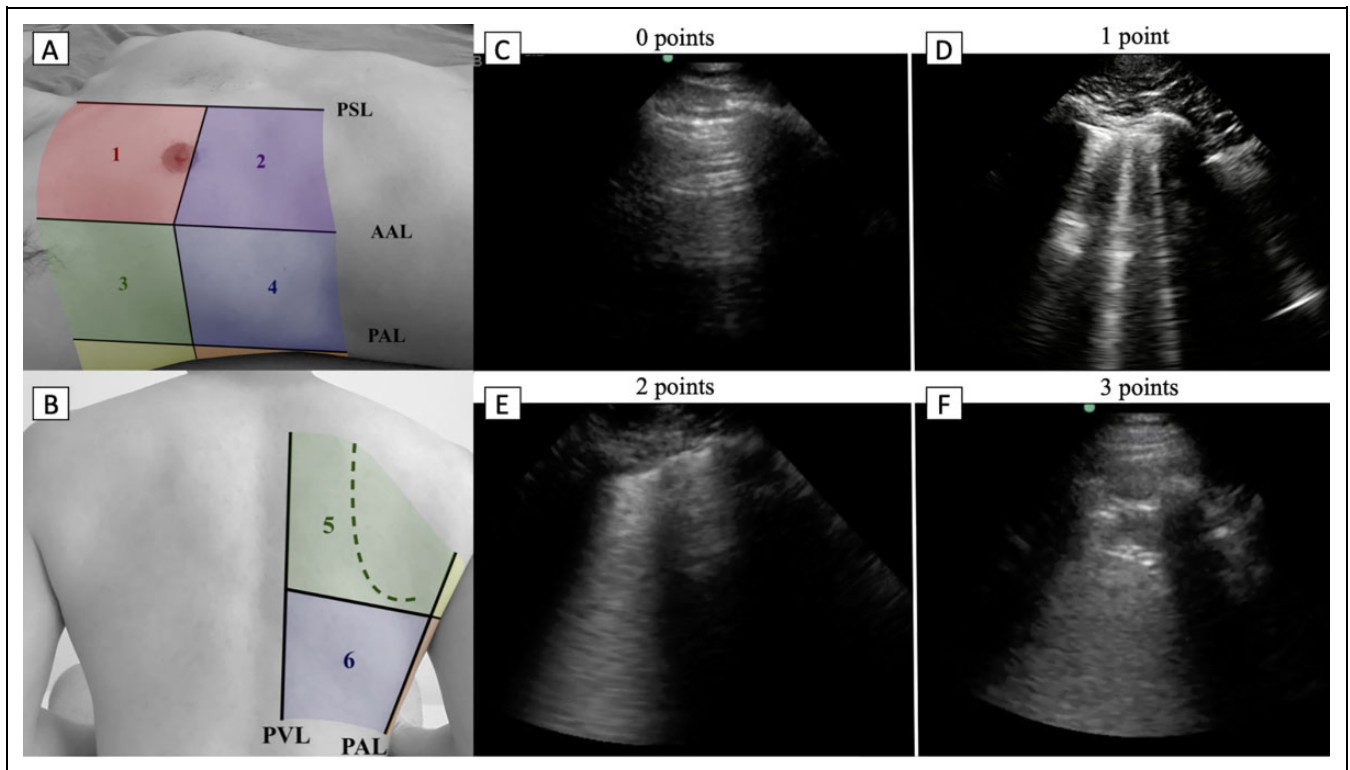 A
1
2
3
4
PSL
AAL
PAL
B
5
6
PVL
PAL
C
0 points
D
1 point
E
2 points
F
3 points